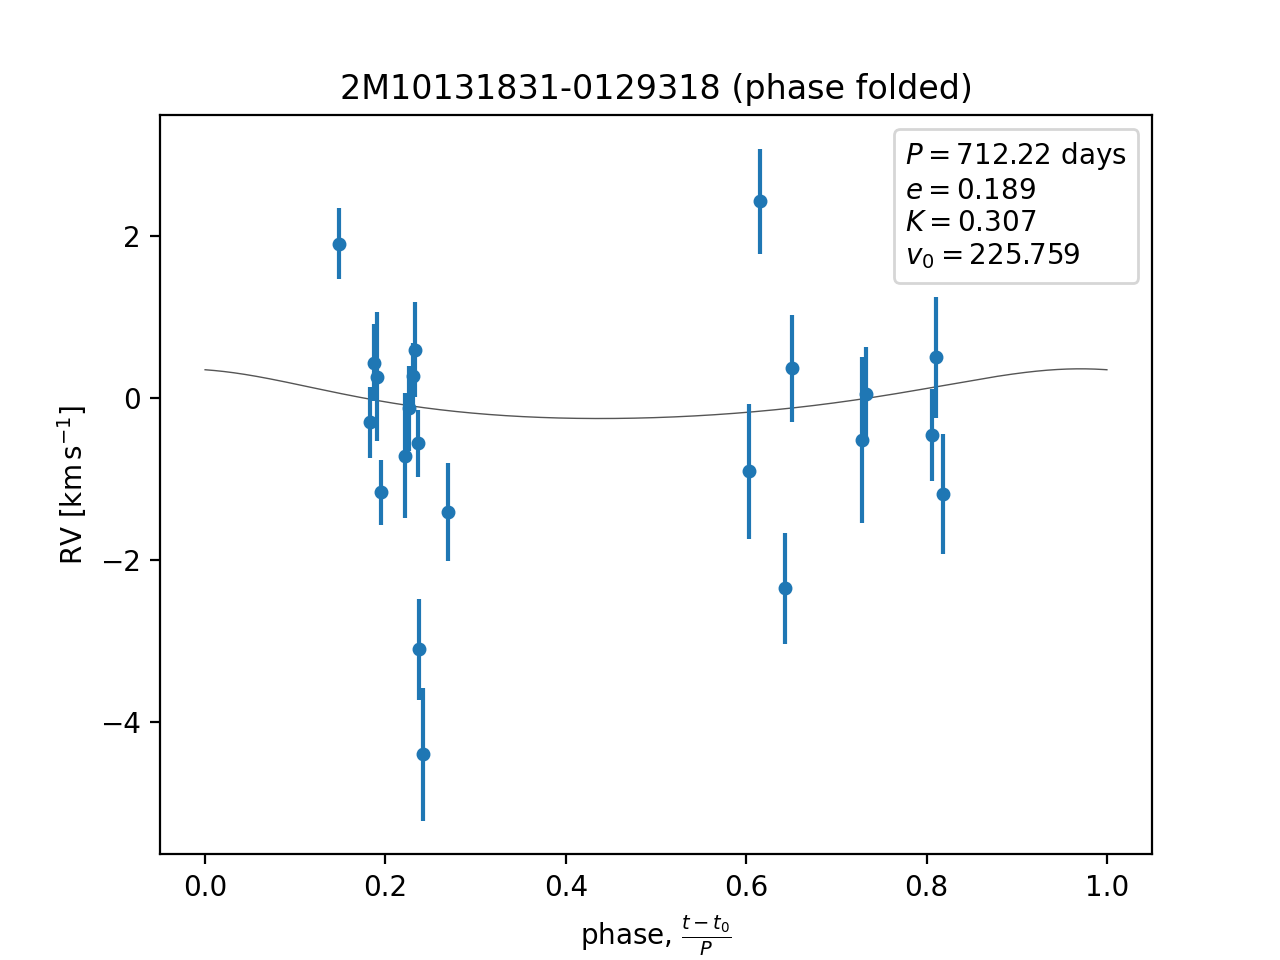 2M10131831-0129318 (phase folded)
P = 712.22 days
e = 0.189
K = 0.307
v₀ = 225.759
2
0
−2
−4
RV [km s⁻¹]
0.0 0.2 0.4 0.6 0.8 1.0
phase, (t − t₀)/P